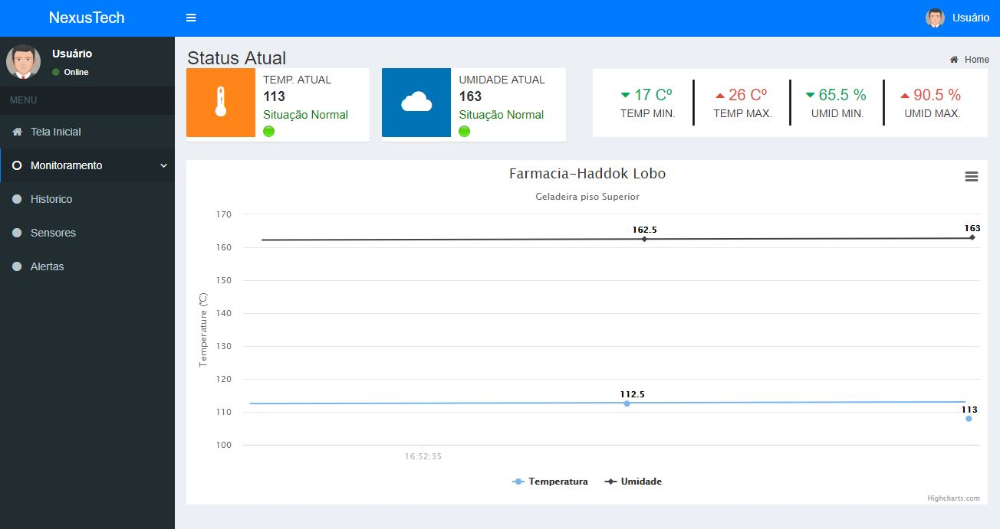 NexusTech
Usuário
Usuário
Online
MENU
Tela Inicial
Monitoramento
Historico
Sensores
Alertas
Status Atual
Home
TEMP. ATUAL
113
Situação Normal
UMIDADE ATUAL
163
Situação Normal
17 Cº
TEMP MIN.
26 Cº
TEMP MAX.
65.5 %
UMID MIN.
90.5 %
UMID MAX.
Farmacia-Haddok Lobo
Geladeira piso Superior
Temperature (℃)
170
160
150
140
130
120
110
100
162.5
163
112.5
113
16:52:35
Temperatura
Umidade
Highcharts.com